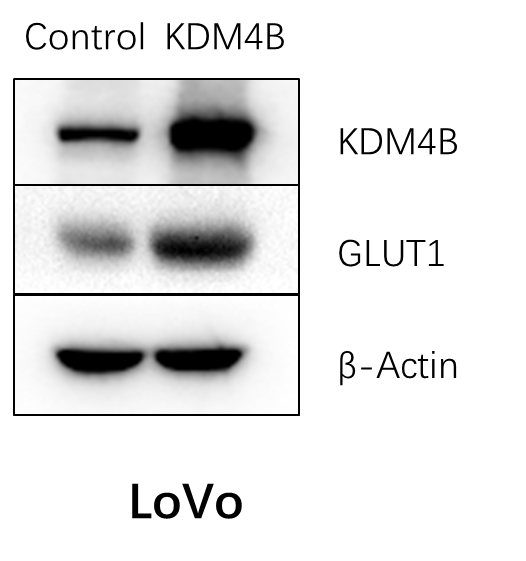 Control KDM4B
KDM4B
GLUT1
β-Actin
LoVo